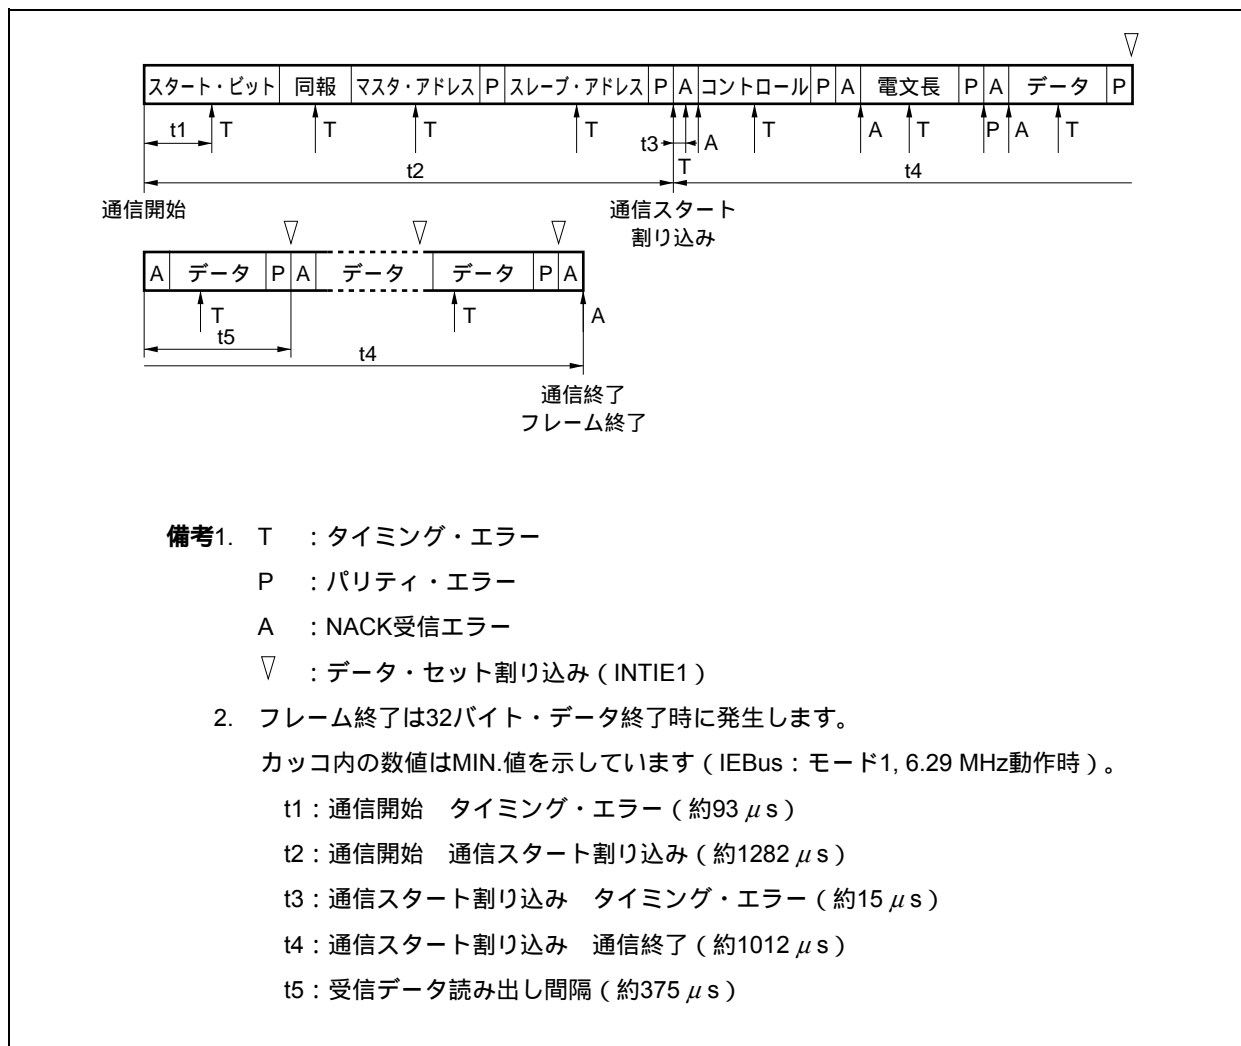 スタート・ビット 同報 マスタ・アドレス P スレーブ・アドレス P A コントロール P A 電文長 P A データ P
t1 T T T T t3 A T A T P A T
t2 T t4
通信開始 通信スタート
割り込み
A データ P A データ データ P A
T T A
t5
t4
通信終了
フレーム終了
備考1. T :タイミング・エラー
P :パリティ・エラー
A :NACK受信エラー
▽ :データ・セット割り込み(INTIE1)
2. フレーム終了は32バイト・データ終了時に発生します。
カッコ内の数値はMIN.値を示しています(IEBus:モード1, 6.29 MHz動作時)。
t1:通信開始 タイミング・エラー(約93 μs)
t2:通信開始 通信スタート割り込み(約1282 μs)
t3:通信スタート割り込み タイミング・エラー(約15 μs)
t4:通信スタート割り込み 通信終了(約1012 μs)
t5:受信データ読み出し間隔(約375 μs)